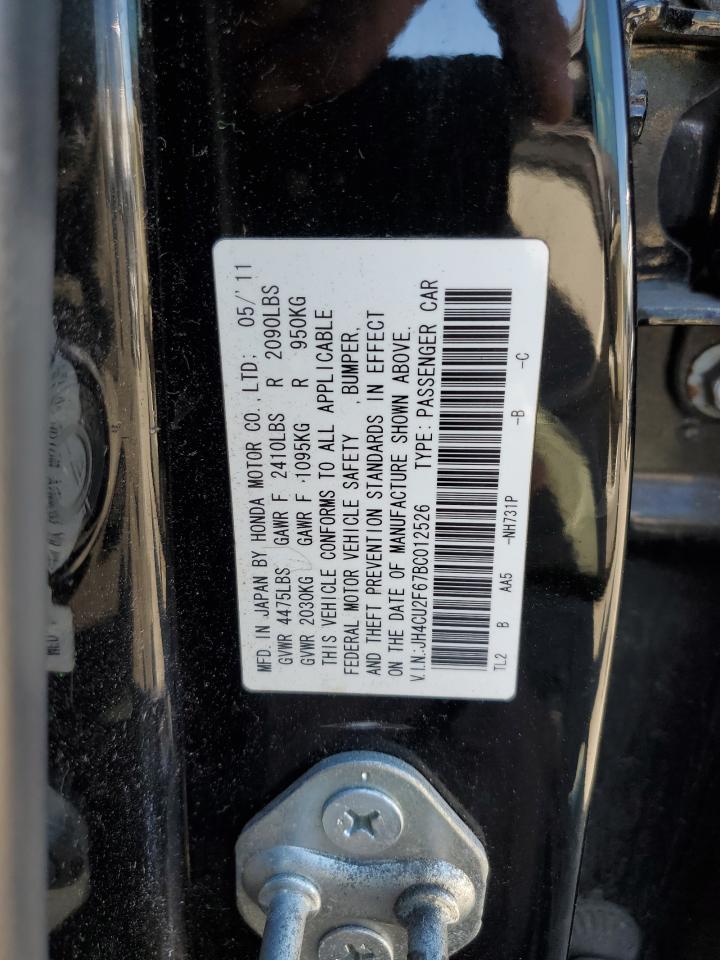 MFD. IN JAPAN BY HONDA MOTOR CO., LTD; 05/'11
GVWR 4475LBS GAWR F 2410LBS R 2090LBS
GVWR 2030KG GAWR F 1095KG R 950KG
THIS VEHICLE CONFORMS TO ALL APPLICABLE
FEDERAL MOTOR VEHICLE SAFETY ,BUMPER,
AND THEFT PREVENTION STANDARDS IN EFFECT
ON THE DATE OF MANUFACTURE SHOWN ABOVE.
V.I.N.:JH4CU2F67BC012526 TYPE:PASSENGER CAR
TL2 B AA5 -NH731P -B -C